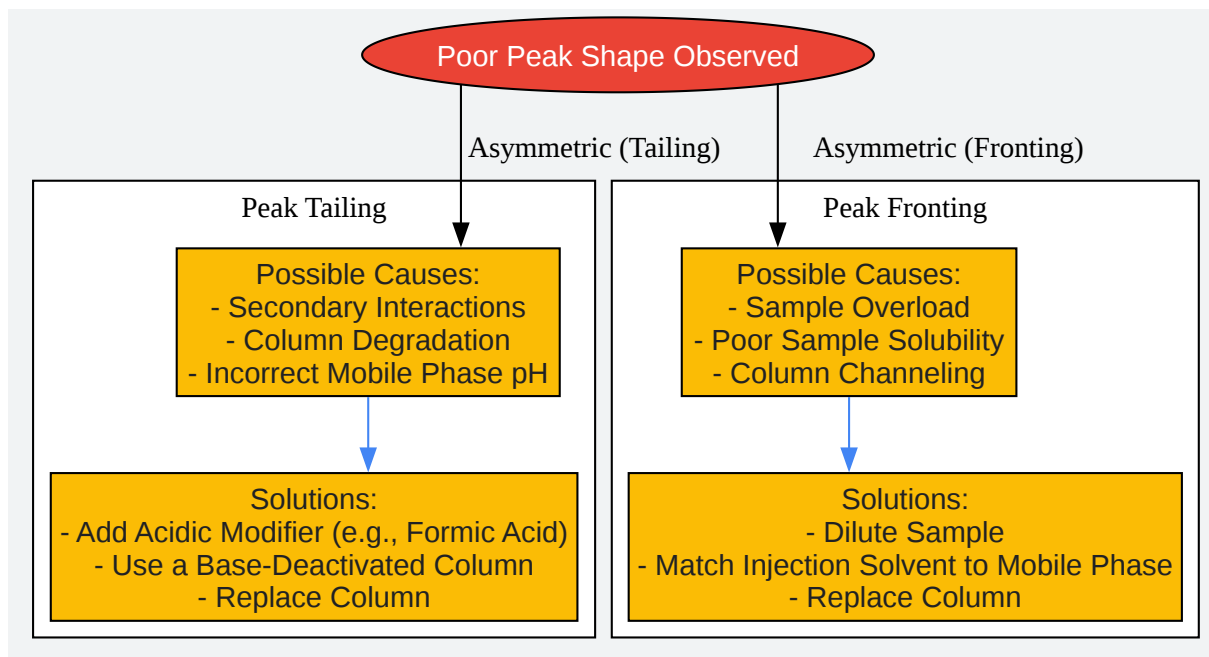 Poor Peak Shape Observed
Asymmetric (Tailing)
Asymmetric (Fronting)
Peak Tailing
Possible Causes:
- Secondary Interactions
- Column Degradation
- Incorrect Mobile Phase pH
Solutions:
- Add Acidic Modifier (e.g., Formic Acid)
- Use a Base-Deactivated Column
- Replace Column
Peak Fronting
Possible Causes:
- Sample Overload
- Poor Sample Solubility
- Column Channeling
Solutions:
- Dilute Sample
- Match Injection Solvent to Mobile Phase
- Replace Column